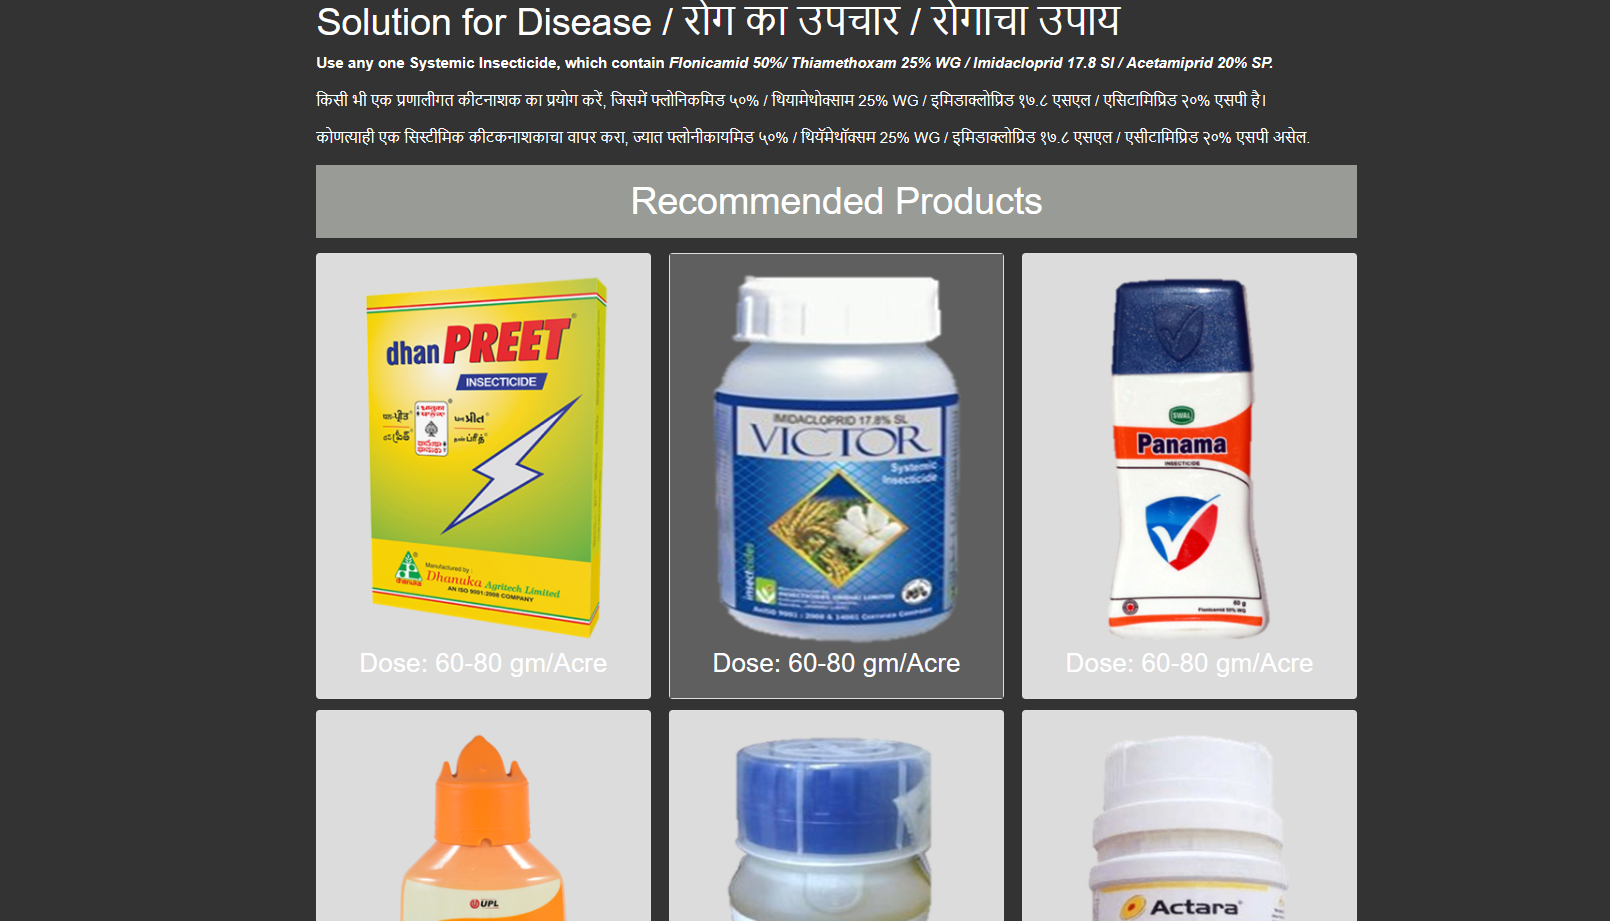 Solution for Disease / रोग का उपचार / रोगाचा उपाय
Use any one Systemic Insecticide, which contain Flonicamid 50%/ Thiamethoxam 25% WG / Imidacloprid 17.8 Sl / Acetamiprid 20% SP.
किसी भी एक प्रणालीगत कीटनाशक का प्रयोग करें, जिसमें फ्लोनिकमिड ५०% / थियामेथोक्साम 25% WG / इमिडाक्लोप्रिड १७.८ एसएल / एसिटामिप्रिड २०% एसपी है।
कोणत्याही एक सिस्टीमिक कीटकनाशकाचा वापर करा, ज्यात फ्लोनीकायमिड ५०% / थियॅमेथॉक्सम 25% WG / इमिडाक्लोप्रिड १७.८ एसएल / एसीटामिप्रिड २०% एसपी असेल.
Recommended Products
dhan PREET
INSECTICIDE
Manufactured by :
Dhanuka Agritech Limited
AN ISO 9001:2008 COMPANY
IMIDACLOPRID 17.8% SL
VICTOR
Systemic
Insecticide
SWAL
Panama
INSECTICIDE
60 g
Flonicamid 50% WG
Dose: 60-80 gm/Acre
Dose: 60-80 gm/Acre
Dose: 60-80 gm/Acre
UPL
Actara